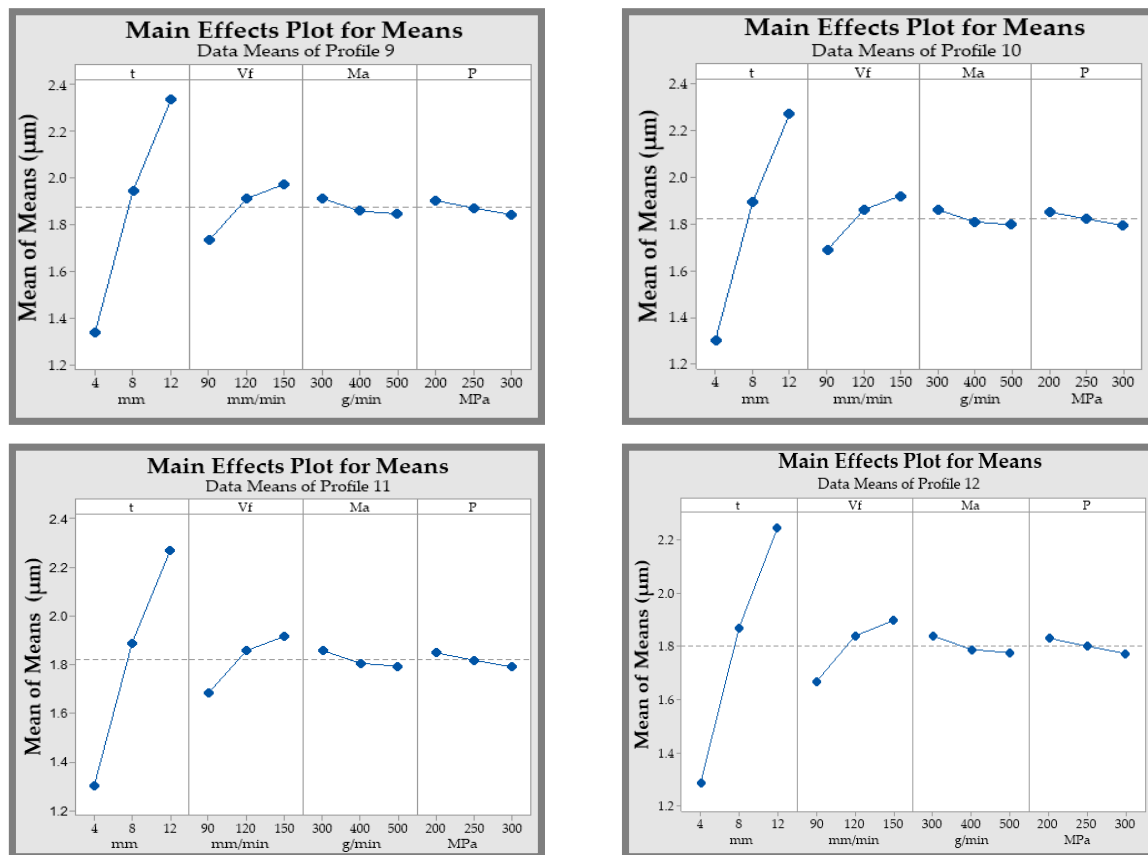 Main Effects Plot for Means
Data Means of Profile 9
t Vf Ma P
Mean of Means (μm)
2.4
2.2
2.0
1.8
1.6
1.4
1.2
4 8 12 90 120 150 300 400 500 200 250 300
mm mm/min g/min MPa
Main Effects Plot for Means
Data Means of Profile 10
t Vf Ma P
Mean of Means (μm)
2.4
2.2
2.0
1.8
1.6
1.4
1.2
4 8 12 90 120 150 300 400 500 200 250 300
mm mm/min g/min MPa
Main Effects Plot for Means
Data Means of Profile 11
t Vf Ma P
Mean of Means (μm)
2.4
2.2
2.0
1.8
1.6
1.4
1.2
4 8 12 90 120 150 300 400 500 200 250 300
mm mm/min g/min MPa
Main Effects Plot for Means
Data Means of Profile 12
t Vf Ma P
Mean of Means (μm)
2.2
2.0
1.8
1.6
1.4
1.2
4 8 12 90 120 150 300 400 500 200 250 300
mm mm/min g/min MPa